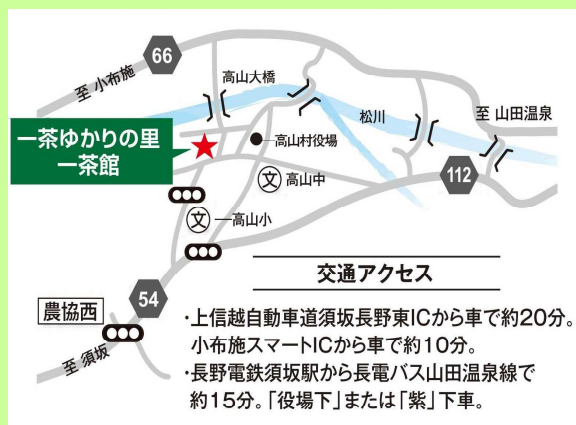 66
至 小布施
高山大橋
松川
至 山田温泉
一茶ゆかりの里
一茶館
高山村役場
文 高山中
112
文 高山小
交通アクセス
54
農協西
至 須坂
・上信越自動車道須坂長野東ICから車で約20分。
小布施スマートICから車で約10分。
・長野電鉄須坂駅から長電バス山田温泉線で
約15分。「役場下」または「紫」下車。